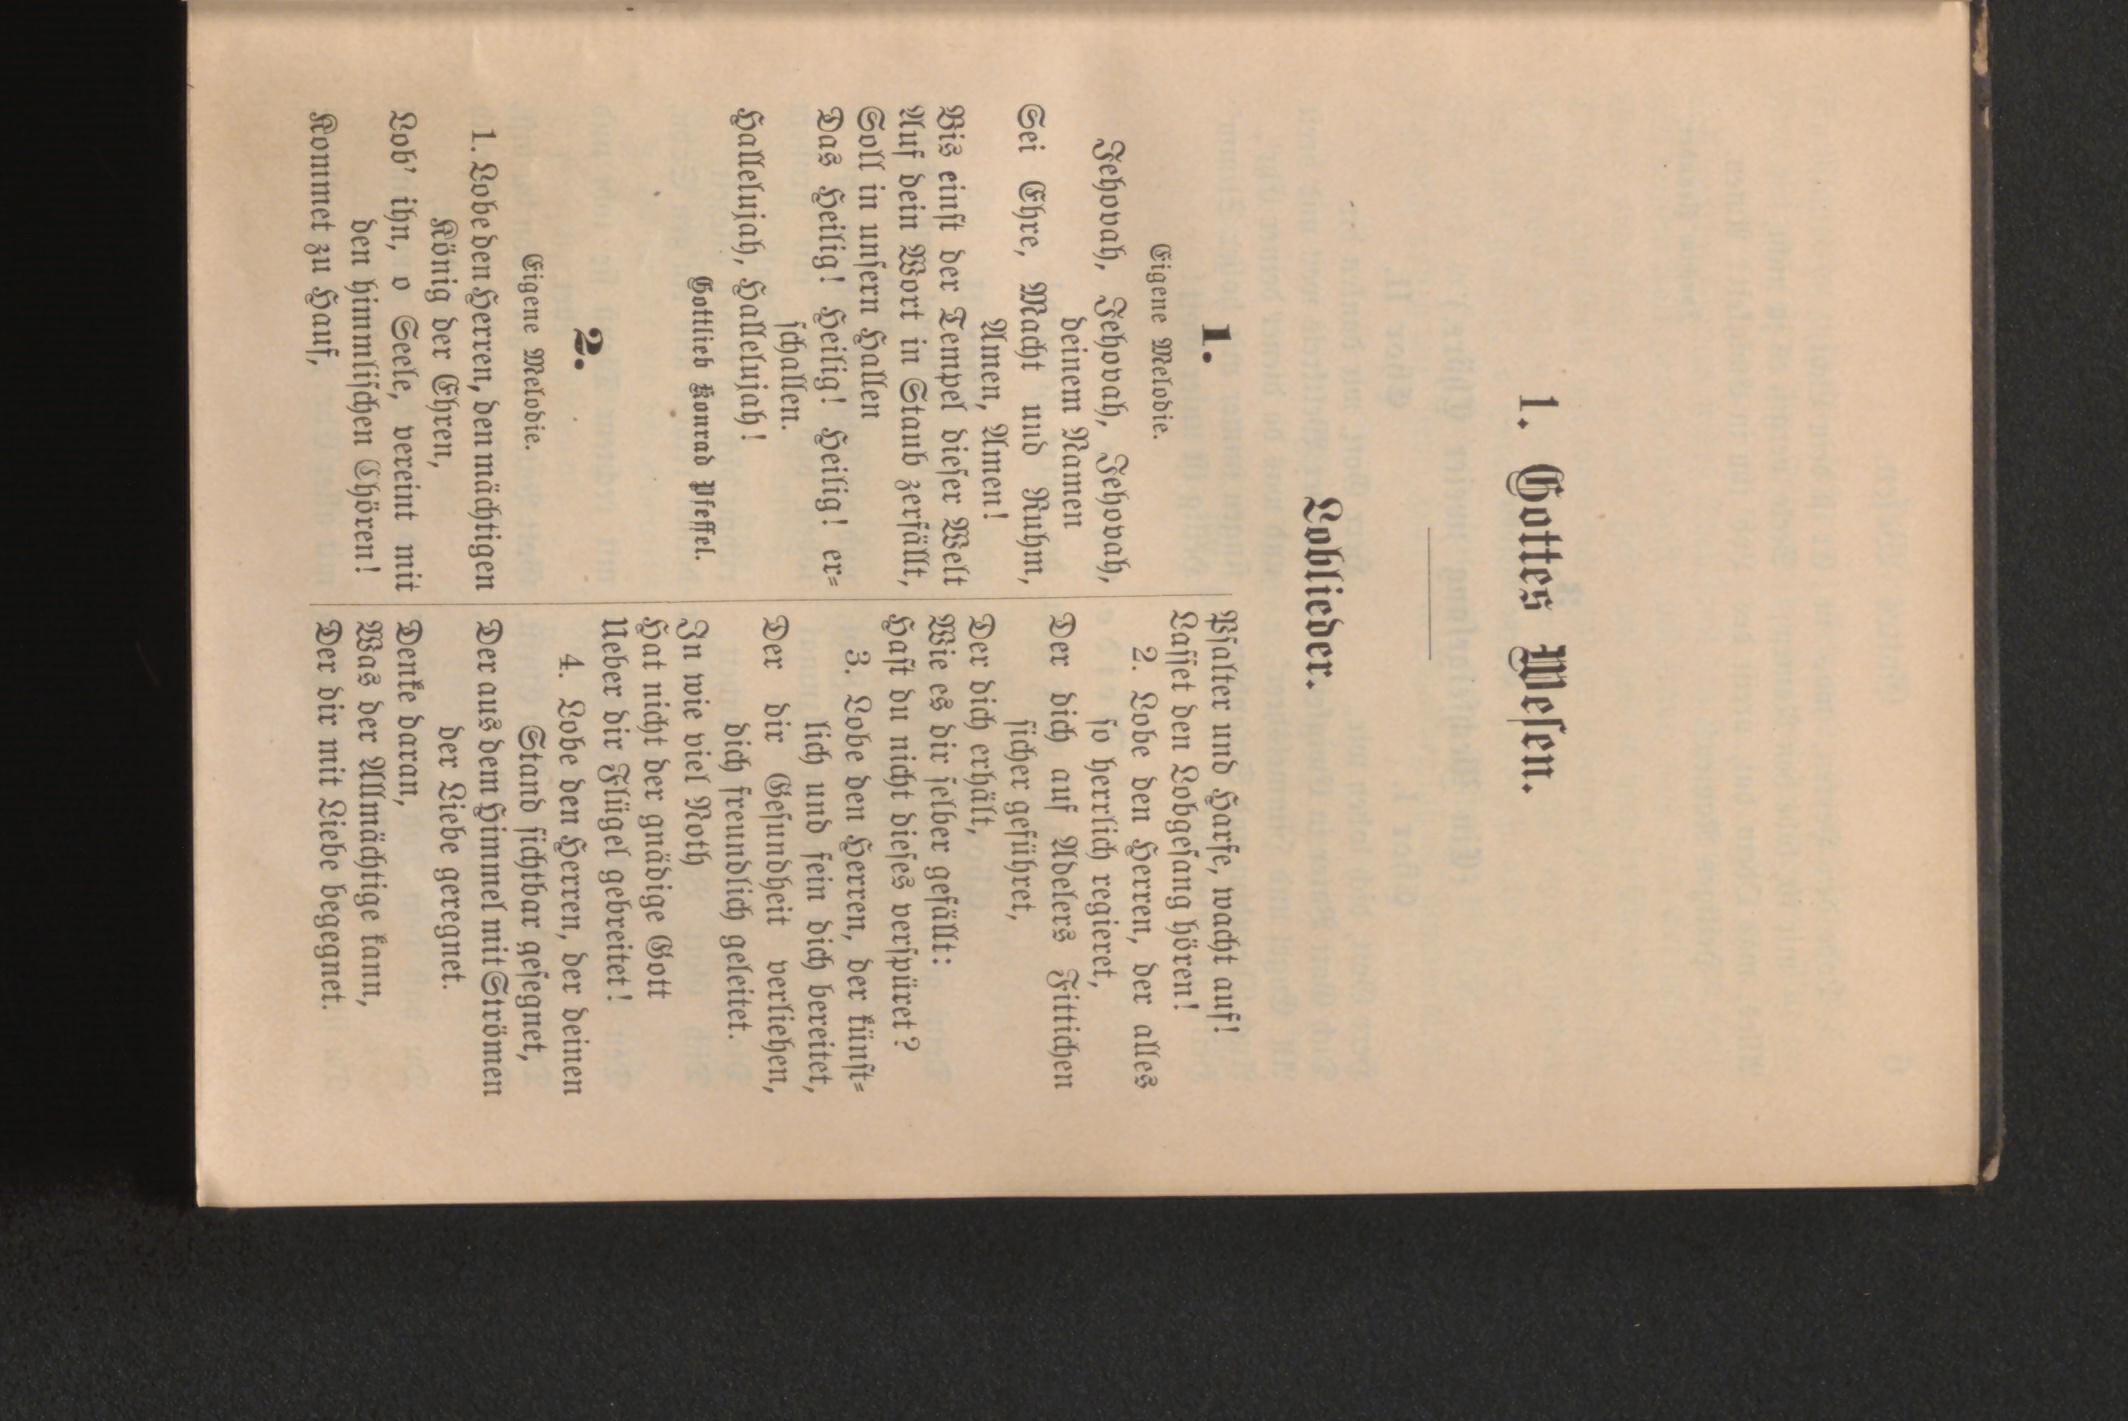 1. Gottes Weſen.
Loblieder.
1.
Eigene Melodie.
Jehovah, Jehovah, Jehovah,
deinem Namen
Sei Ehre, Macht und Ruhm,
Amen, Amen!
Bis einſt der Tempel dieſer Welt
Auf dein Wort in Staub zerfällt,
Soll in unſern Hallen
Das Heilig! Heilig! Heilig! er-
ſchallen.
Hallelujah, Hallelujah!
Gottlieb Konrad Pfeffel.
2.
Eigene Melodie.
1. Lobe den Herren, den mächtigen
König der Ehren,
Lob' ihn, o Seele, vereint mit
den himmliſchen Chören!
Kommet zu Hauf,
Pſalter und Harfe, wacht auf!
Laſſet den Lobgeſang hören!
2. Lobe den Herren, der alles
ſo herrlich regieret,
Der dich auf Adelers Fittichen
ſicher geführet,
Der dich erhält,
Wie es dir ſelber gefällt:
Haſt du nicht dieſes verſpüret?
3. Lobe den Herren, der künſt-
lich und fein dich bereitet,
Der dir Geſundheit verliehen,
dich freundlich geleitet.
In wie viel Noth
Hat nicht der gnädige Gott
Ueber dir Flügel gebreitet!
4. Lobe den Herren, der deinen
Stand ſichtbar geſegnet,
Der aus dem Himmel mit Strömen
der Liebe geregnet.
Denke daran,
Was der Allmächtige kann,
Der dir mit Liebe begegnet.